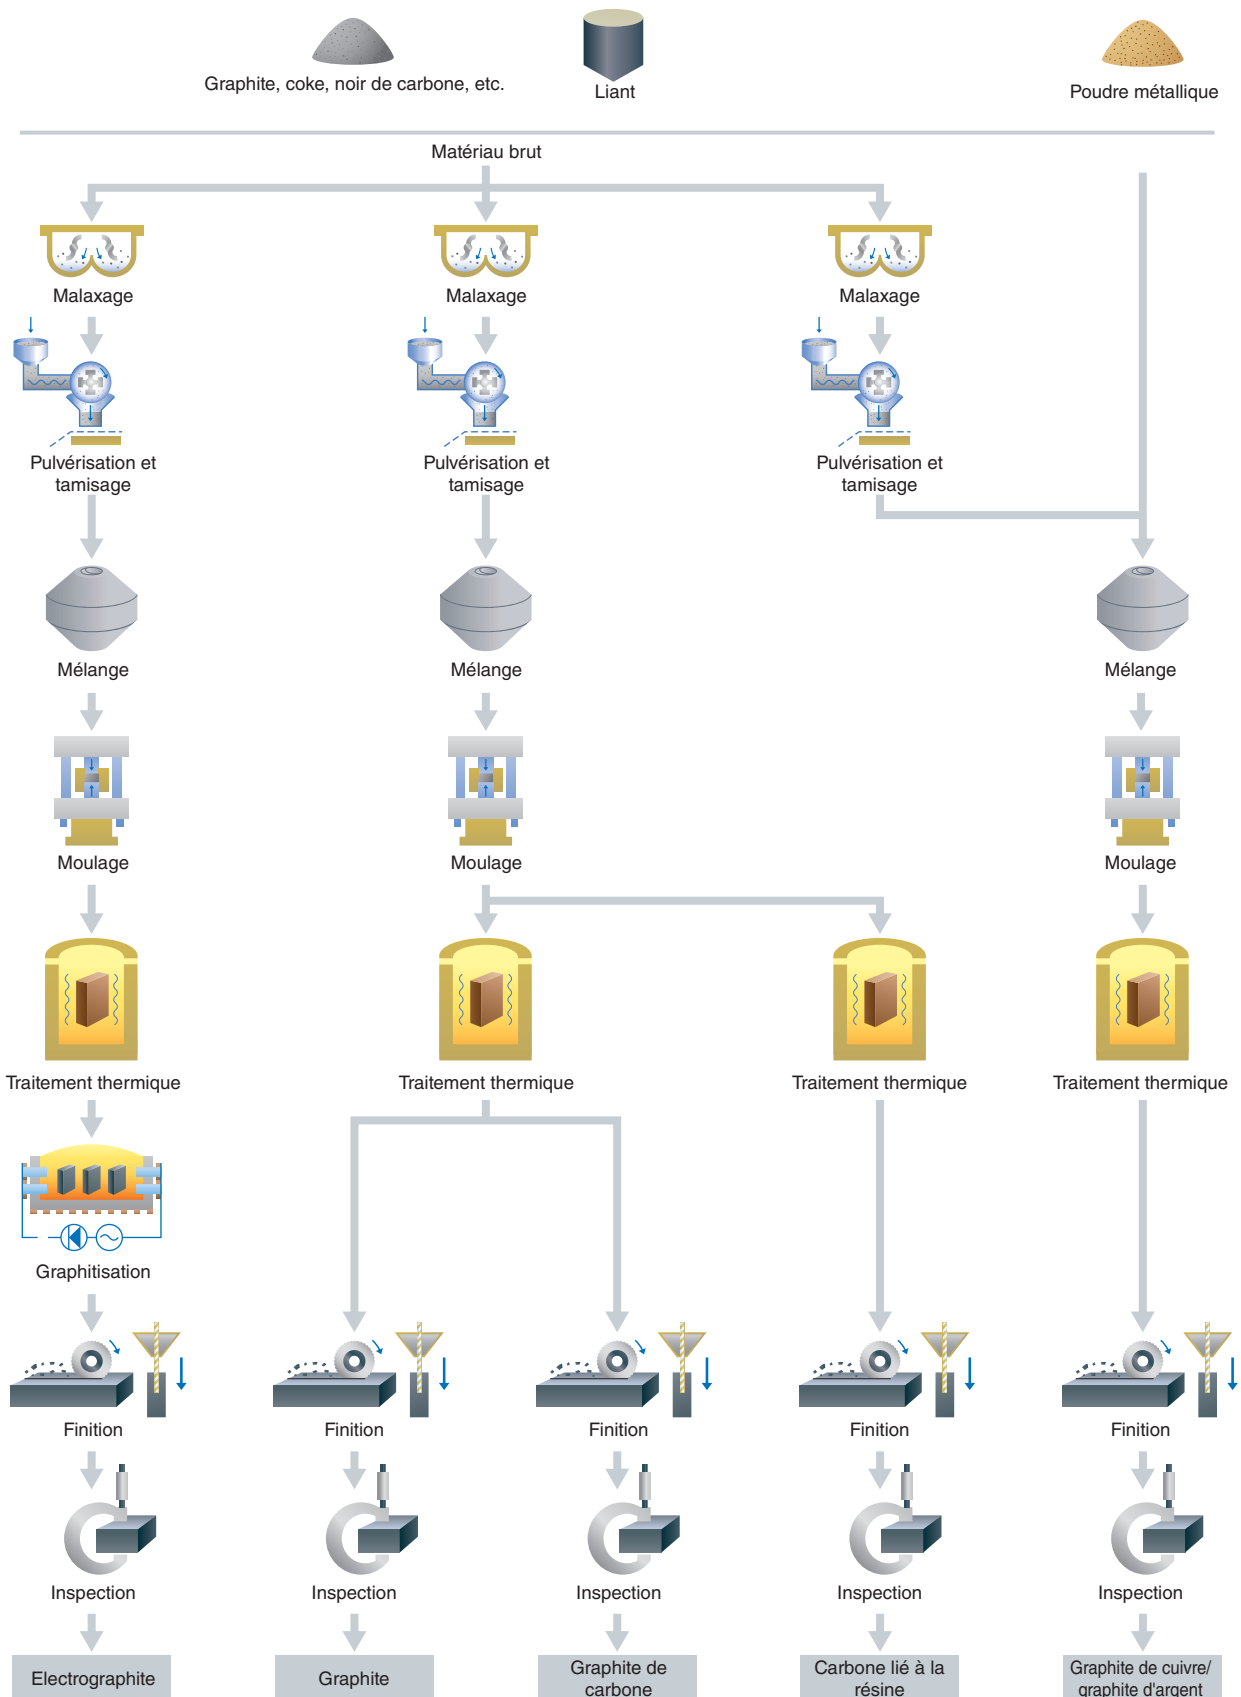 Graphite, coke, noir de carbone, etc.
Liant
Poudre métallique
Matériau brut
Malaxage
Malaxage
Malaxage
Pulvérisation et
tamisage
Pulvérisation et
tamisage
Pulvérisation et
tamisage
Mélange
Mélange
Mélange
Moulage
Moulage
Moulage
Traitement thermique
Traitement thermique
Traitement thermique
Traitement thermique
Graphitisation
Finition
Finition
Finition
Finition
Finition
Inspection
Inspection
Inspection
Inspection
Inspection
Electrographite
Graphite
Graphite de
carbone
Carbone lié à la
résine
Graphite de cuivre/
graphite d'argent